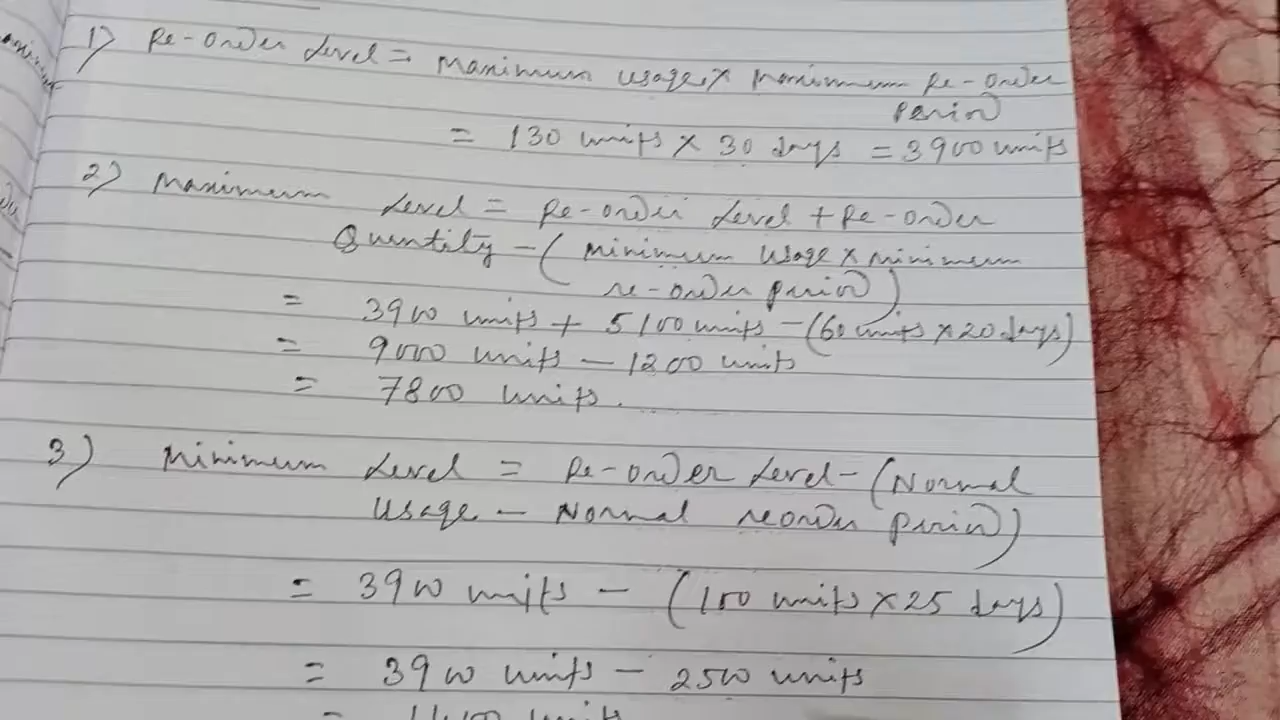 1) Re-order Level = Maximum usage × Maximum Re-order
Period
= 130 units × 30 days = 3900 units
2) Maximum Level = Re-order Level + Re-order
Quantity - (Minimum usage × Minimum
re-order period)
= 3900 units + 5100 units - (60 units × 20 days)
= 9000 units - 1200 units
= 7800 units.
3) Minimum Level = Re-order Level - (Normal
Usage - Normal reorder period)
= 3900 units - (100 units × 25 days)
= 3900 units - 2500 units